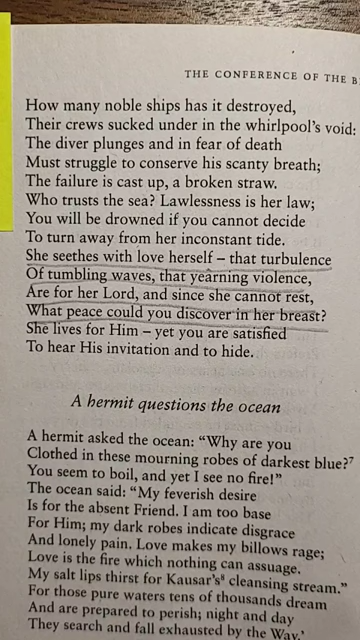 THE CONFERENCE OF THE
How many noble ships has it destroyed,
Their crews sucked under in the whirlpool's void:
The diver plunges and in fear of death
Must struggle to conserve his scanty breath;
The failure is cast up, a broken straw.
Who trusts the sea? Lawlessness is her law;
You will be drowned if you cannot decide
To turn away from her inconstant tide.
She seethes with love herself – that turbulence
Of tumbling waves, that yearning violence,
Are for her Lord, and since she cannot rest,
What peace could you discover in her breast?
She lives for Him – yet you are satisfied
To hear His invitation and to hide.
A hermit questions the ocean
A hermit asked the ocean: “Why are you
Clothed in these mourning robes of darkest blue?⁷
You seem to boil, and yet I see no fire!”
The ocean said: “My feverish desire
Is for the absent Friend. I am too base
For Him; my dark robes indicate disgrace
And lonely pain. Love makes my billows rage;
Love is the fire which nothing can assuage.
My salt lips thirst for Kausar's⁸ cleansing stream.”
For those pure waters tens of thousands dream
And are prepared to perish; night and day
They search and fall exhausted by the Way.'